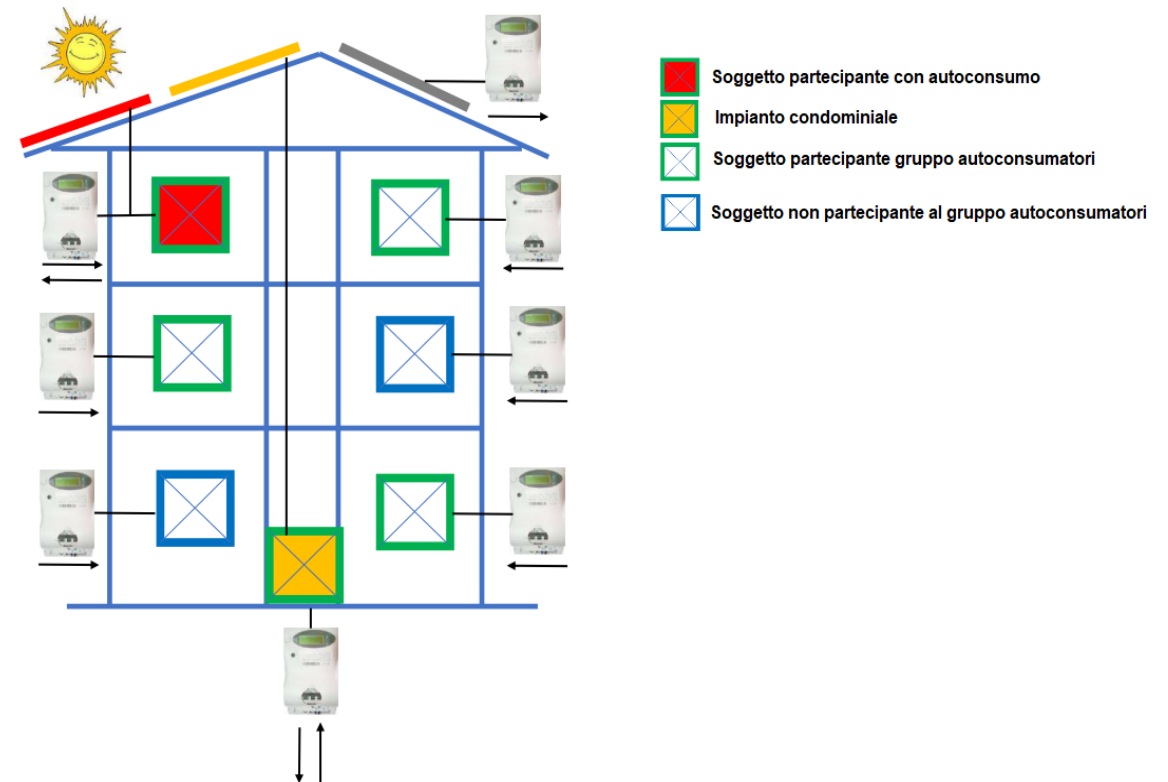 Soggetto partecipante con autoconsumo
Impianto condominiale
Soggetto partecipante gruppo autoconsumatori
Soggetto non partecipante al gruppo autoconsumatori